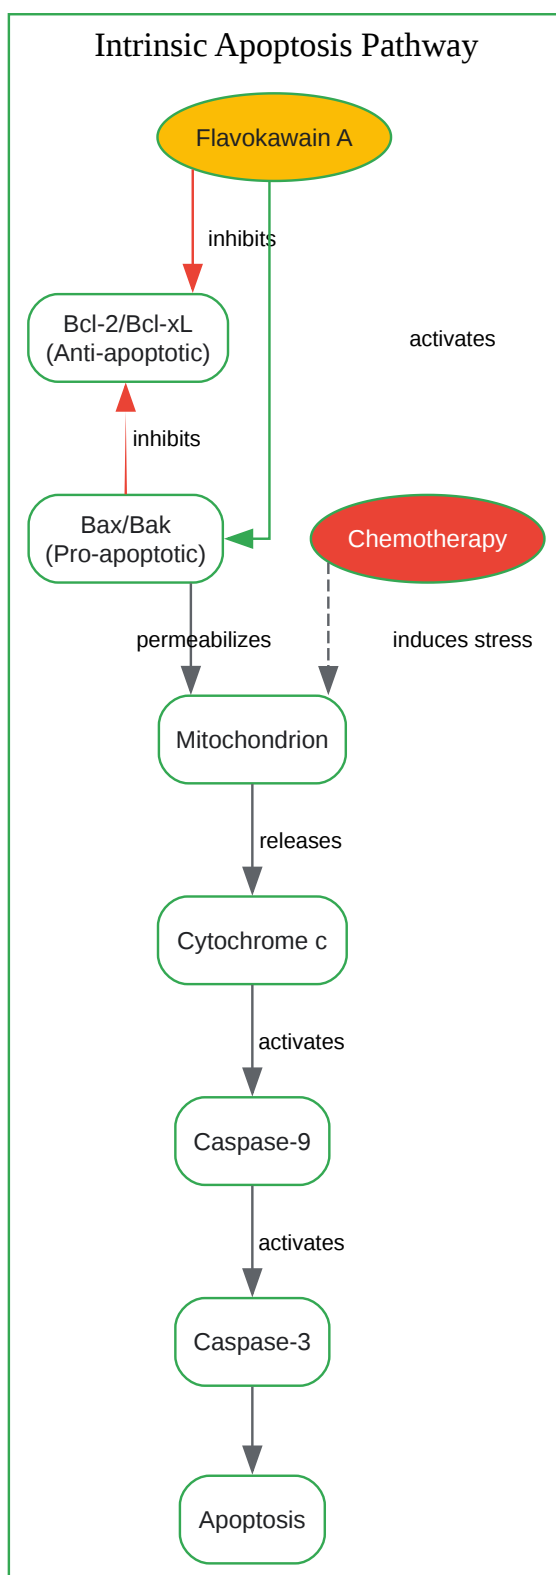 Intrinsic Apoptosis Pathway
Flavokawain A
inhibits
Bcl-2/Bcl-xL
(Anti-apoptotic)
activates
inhibits
Bax/Bak
(Pro-apoptotic)
Chemotherapy
permeabilizes
induces stress
Mitochondrion
releases
Cytochrome c
activates
Caspase-9
activates
Caspase-3
Apoptosis